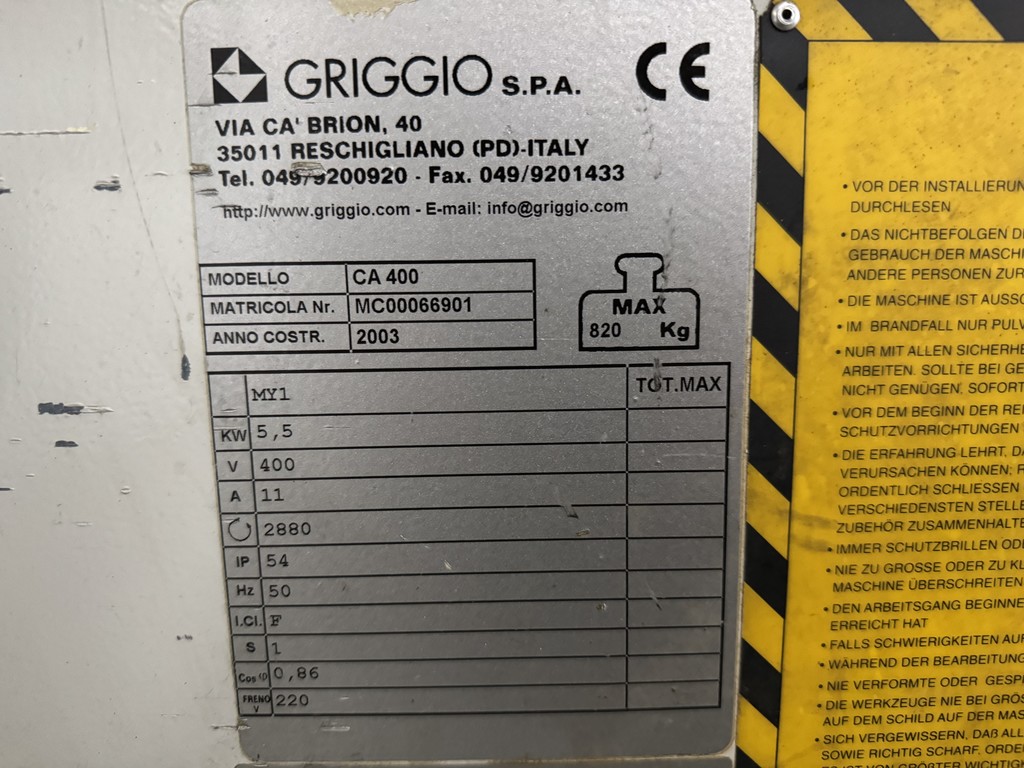 GRIGGIO S.P.A. CE
VIA CA' BRION, 40
35011 RESCHIGLIANO (PD)-ITALY
Tel. 049/9200920 - Fax. 049/9201433
http://www.griggio.com - E-mail: info@griggio.com
MODELLO CA 400
MATRICOLA Nr. MC00066901
ANNO COSTR. 2003
MAX
820 Kg
MY1 TOT.MAX
KW 5,5
V 400
A 11
2880
IP 54
Hz 50
I.Cl. F
S 1
Cos φ 0,86
FRENO V 220
• VOR DER INSTALLIERUN
DURCHLESEN
• DAS NICHTBEFOLGEN
GEBRAUCH DER MASCH
ANDERE PERSONEN ZUR
• DIE MASCHINE IST AUSSC
• IM BRANDFALL NUR PULV
• NUR MIT ALLEN SICHERHE
ARBEITEN. SOLLTE BEI GE
NICHT GENÜGEN, SOFORT
• VOR DEM BEGINN DER REI
SCHUTZVORRICHTUNGEN
• DIE ERFAHRUNG LEHRT, DA
VERURSACHEN KÖNNEN;
ORDENTLICH SCHLIESSEN
VERSCHIEDENSTEN STELLE
ZUBEHÖR ZUSAMMENHALTE
• IMMER SCHUTZBRILLEN ODE
• NIE ZU GROSSE ODER ZU KL
MASCHINE ÜBERSCHREITEN
• DEN ARBEITSGANG BEGINNE
ERREICHT HAT
• FALLS SCHWIERIGKEITEN AUF
• WÄHREND DER BEARBEITUNG
• NIE VERFORMTE ODER GESP
• DIE WERKZEUGE NIE BEI GRÖS
AUF DEM SCHILD AUF DER MAS
• SICH VERGEWISSERN, DAß ALL
SOWIE RICHTIG SCHARF, ORDE
ES IST VON GRÖßTER WICHTIG